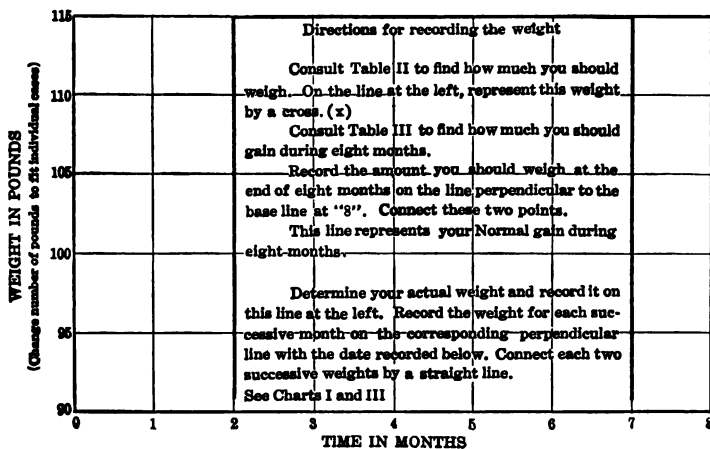 115
110
105
100
95
90
WEIGHT IN POUNDS
(Change number of pounds to fit individual cases)
Directions for recording the weight
Consult Table II to find how much you should
weigh. On the line at the left, represent this weight
by a cross. (x)
Consult Table III to find how much you should
gain during eight months.
Record the amount you should weigh at the
end of eight months on the line perpendicular to the
base line at "8". Connect these two points.
This line represents your Normal gain during
eight months.
Determine your actual weight and record it on
this line at the left. Record the weight for each suc-
cessive month on the corresponding perpendicular
line with the date recorded below. Connect each two
successive weights by a straight line.
See Charts I and III
0 1 2 3 4 5 6 7 8
TIME IN MONTHS